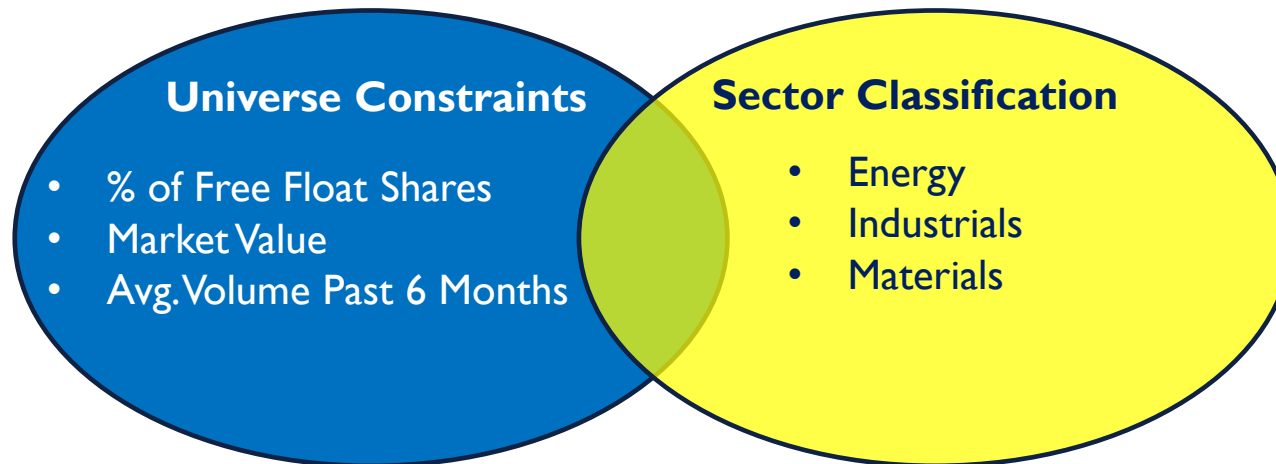 Universe Constraints
• % of Free Float Shares
• Market Value
• Avg. Volume Past 6 Months
Sector Classification
• Energy
• Industrials
• Materials